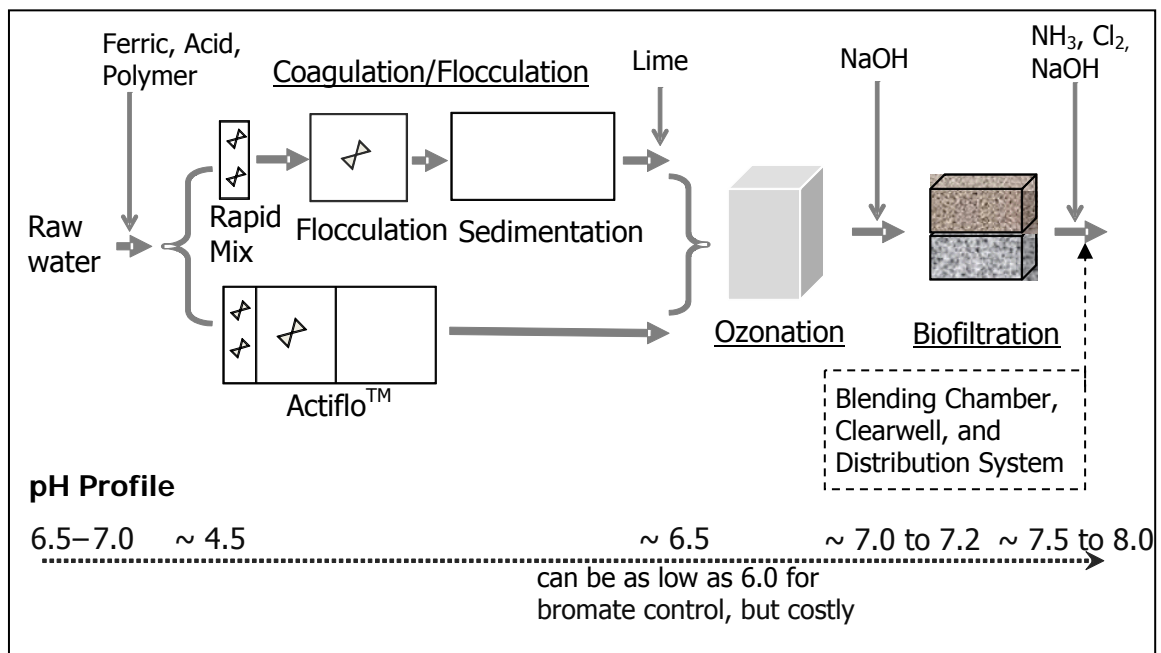 Ferric, Acid,
Polymer
Coagulation/Flocculation
Lime
NaOH
NH₃, Cl₂,
NaOH
Raw
water
Rapid
Mix
Flocculation
Sedimentation
Actiflo™
Ozonation
Biofiltration
Blending Chamber,
Clearwell, and
Distribution System
pH Profile
6.5–7.0 ~ 4.5 ~ 6.5 ~ 7.0 to 7.2 ~ 7.5 to 8.0
can be as low as 6.0 for
bromate control, but costly